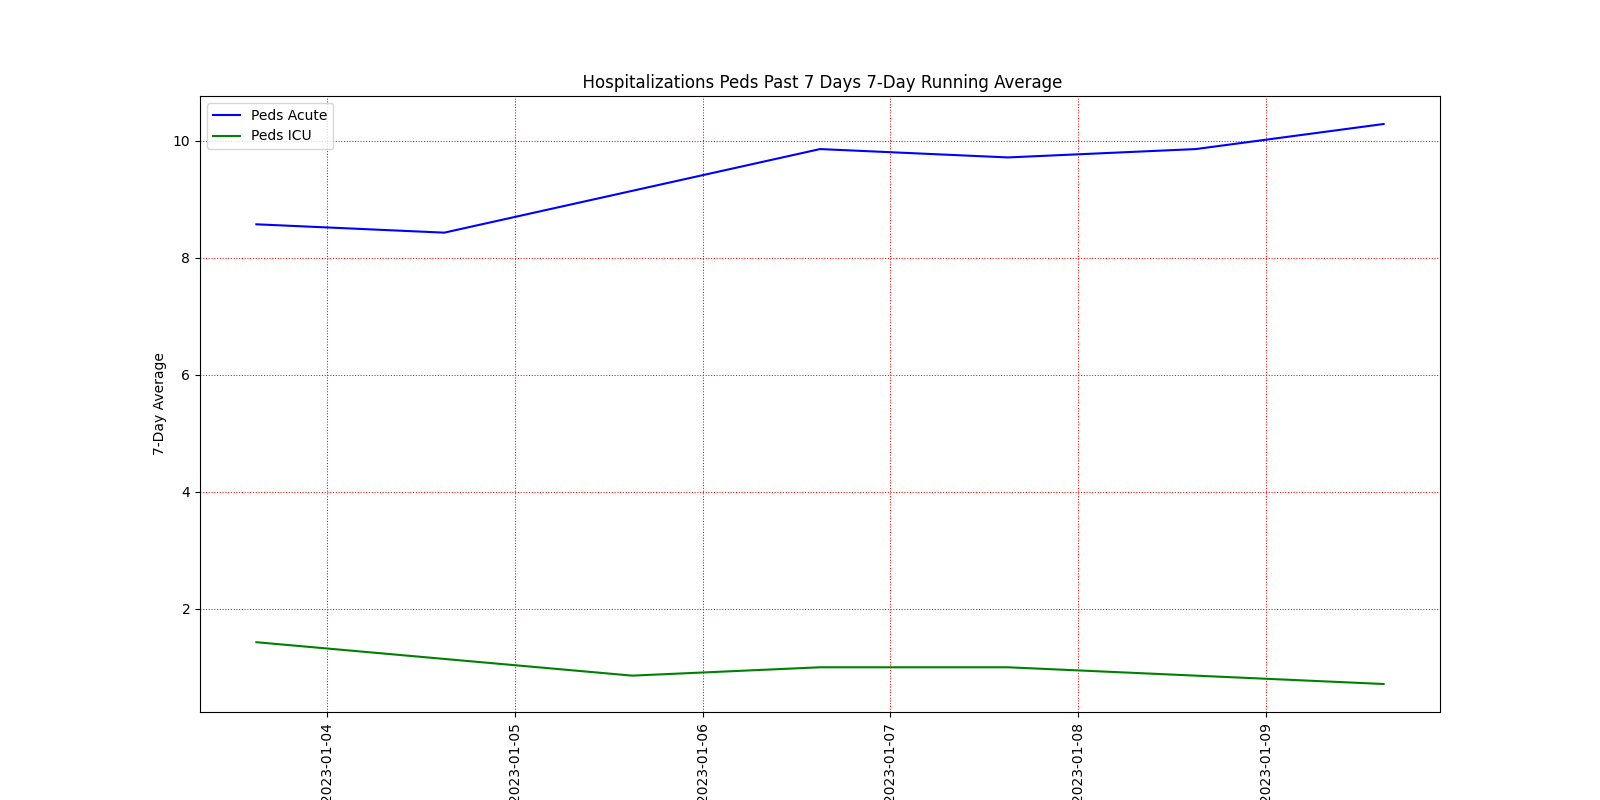 Hospitalizations Peds Past 7 Days 7-Day Running Average
Peds Acute
Peds ICU
10
8
6
4
2
7-Day Average
2023-01-04
2023-01-05
2023-01-06
2023-01-07
2023-01-08
2023-01-09